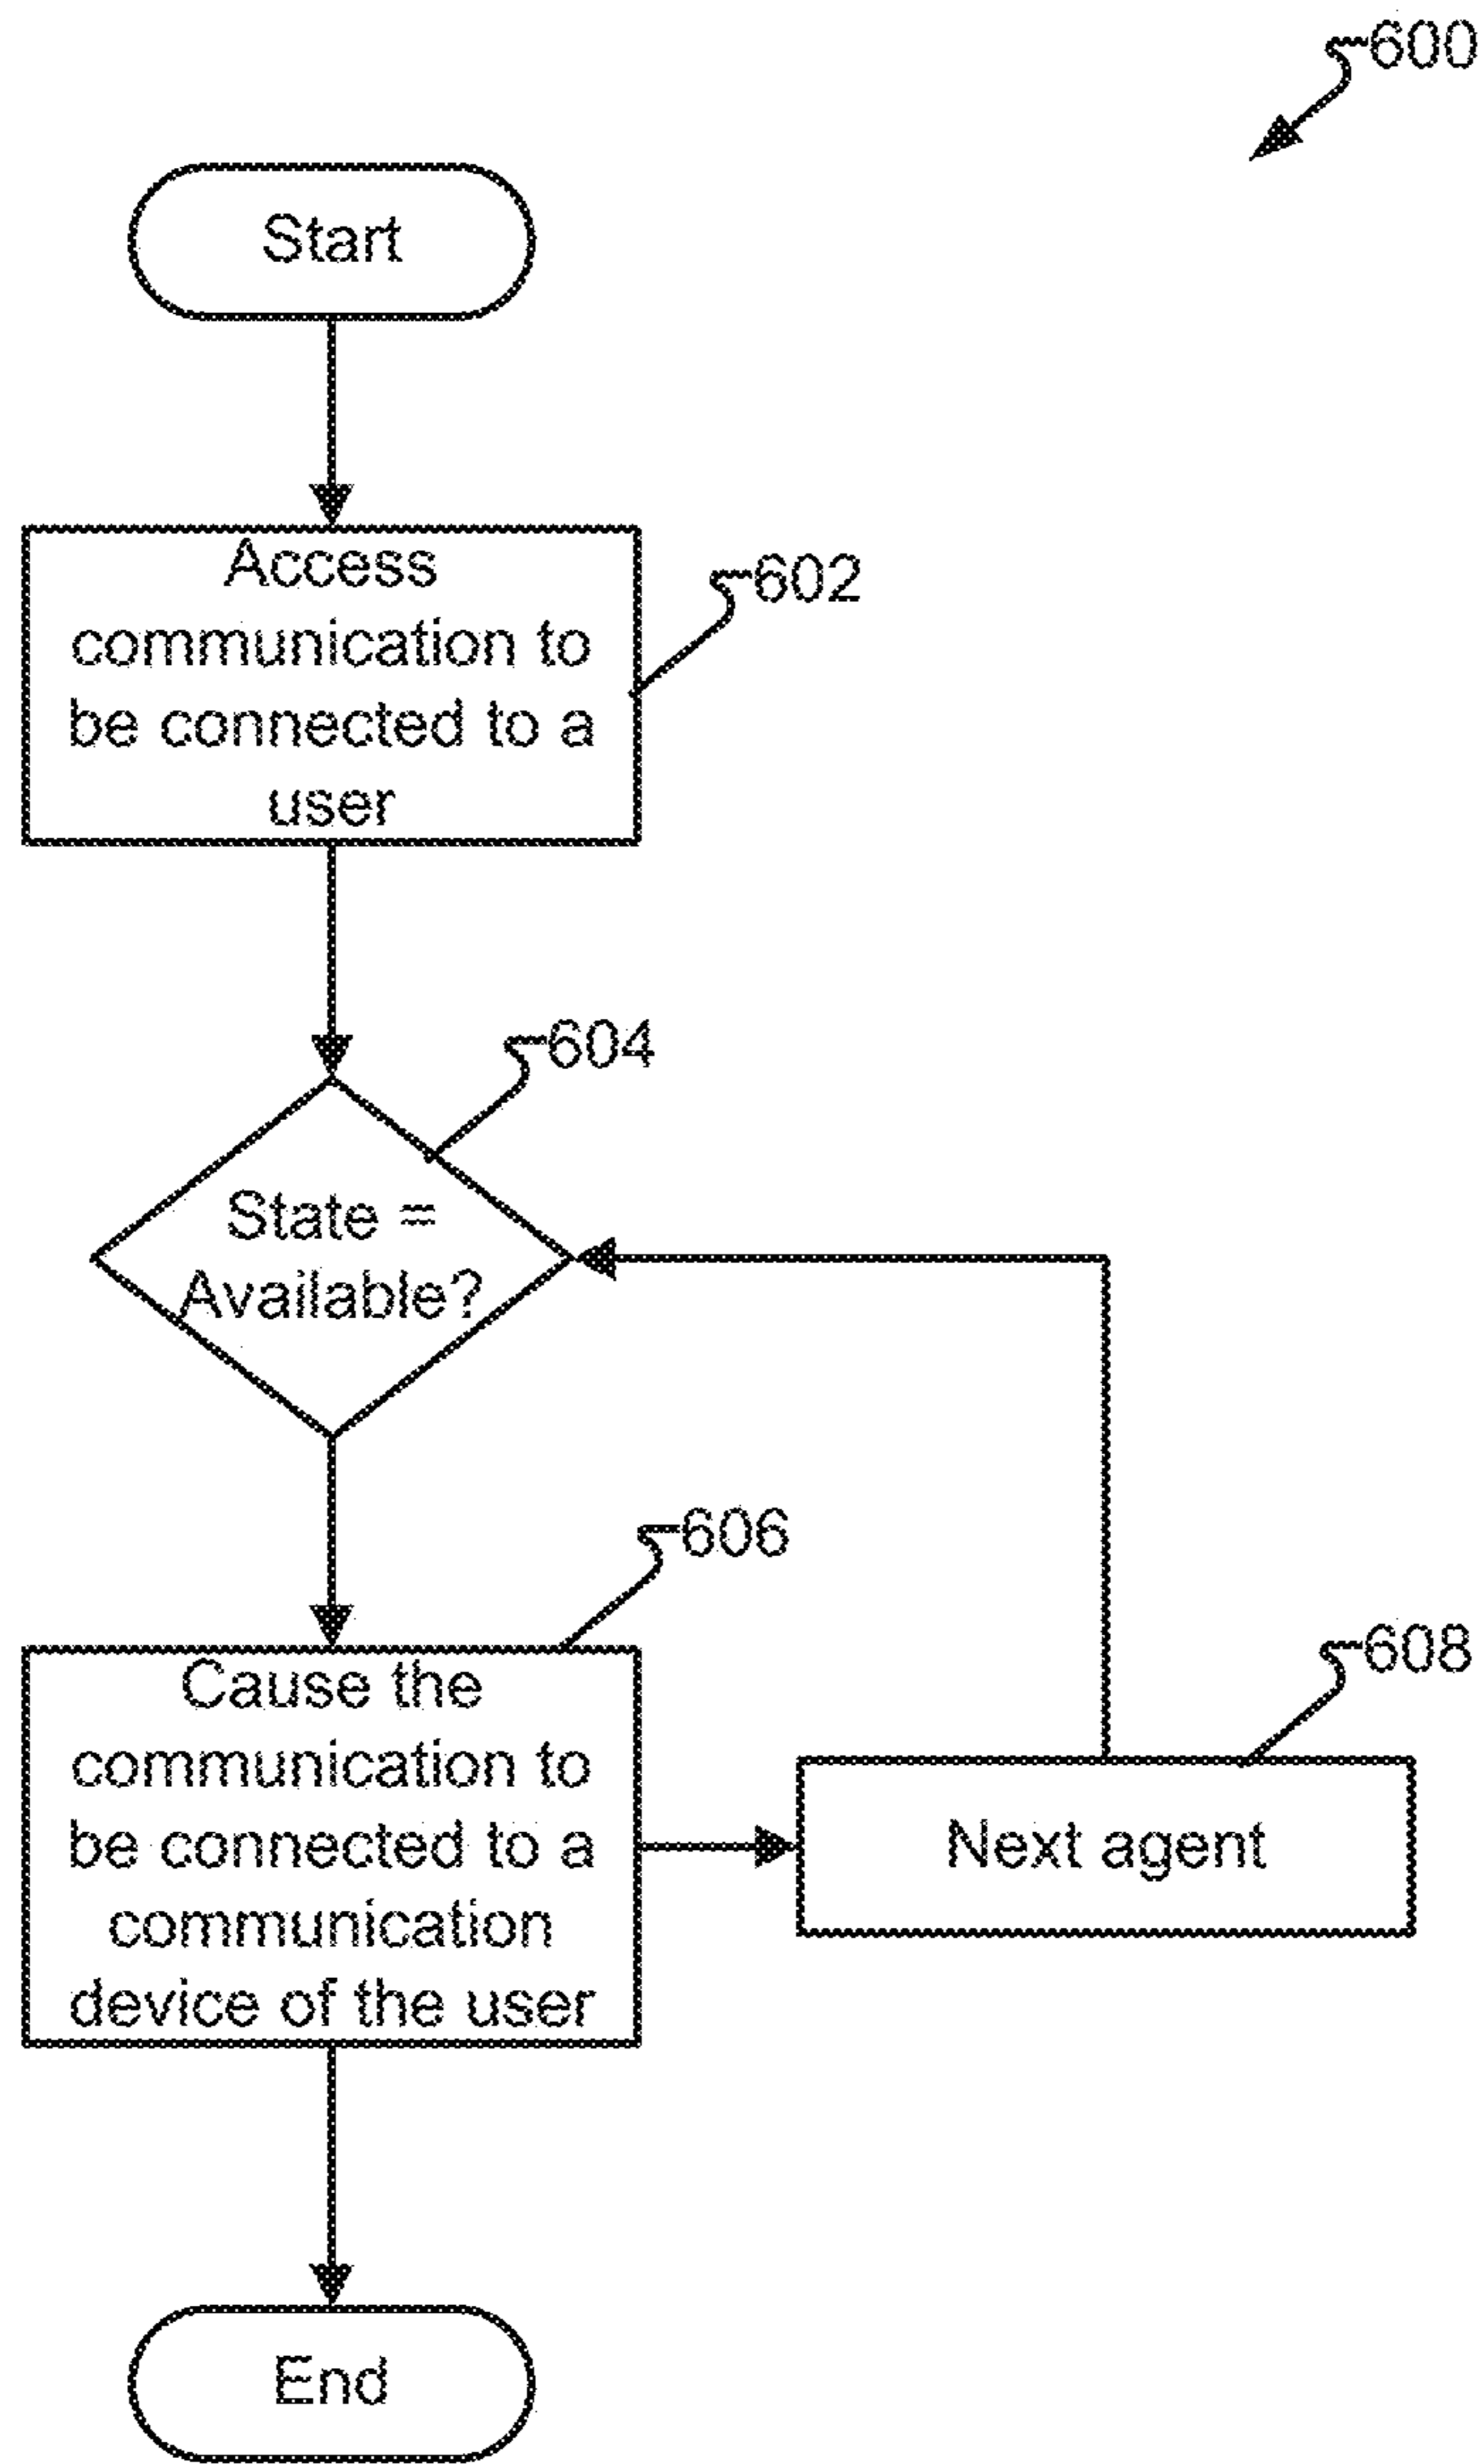 600
Start
Access
communication to
be connected to a
user
602
604
State =
Available?
606
Cause the
communication to
be connected to a
communication
device of the user
608
Next agent
End